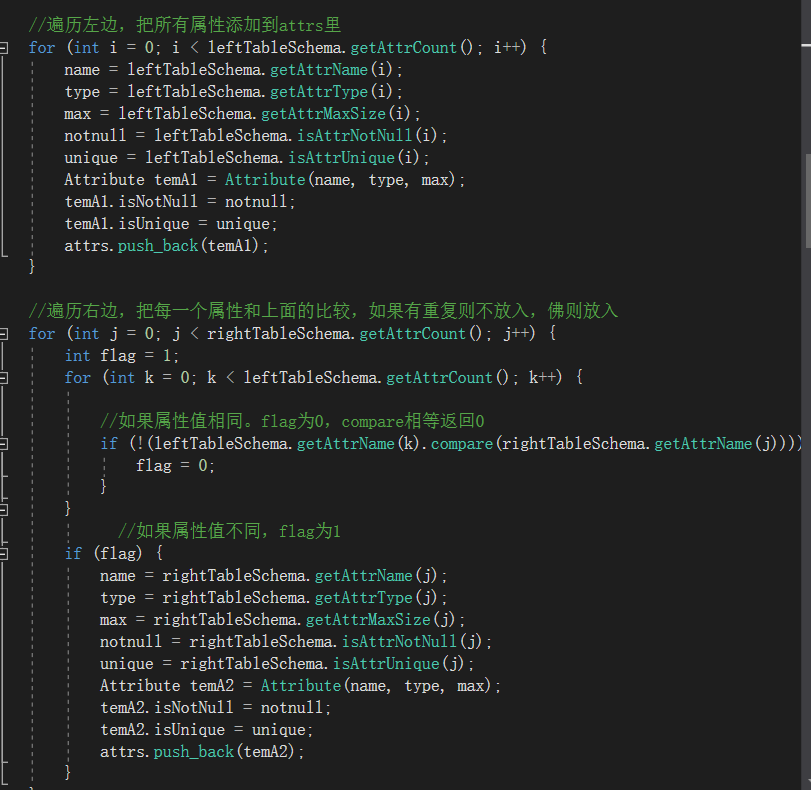 //遍历左边，把所有属性添加到attrs里
for (int i = 0; i < leftTableSchema.getAttrCount(); i++) {
name = leftTableSchema.getAttrName(i);
type = leftTableSchema.getAttrType(i);
max = leftTableSchema.getAttrMaxSize(i);
notnull = leftTableSchema.isAttrNotNull(i);
unique = leftTableSchema.isAttrUnique(i);
Attribute temA1 = Attribute(name, type, max);
temA1.isNotNull = notnull;
temA1.isUnique = unique;
attrs.push_back(temA1);
}
//遍历右边，把每一个属性和上面的比较，如果有重复则不放入，佛则放入
for (int j = 0; j < rightTableSchema.getAttrCount(); j++) {
int flag = 1;
for (int k = 0; k < leftTableSchema.getAttrCount(); k++) {
//如果属性值相同。flag为0，compare相等返回0
if (!(leftTableSchema.getAttrName(k).compare(rightTableSchema.getAttrName(j))))
flag = 0;
}
}
//如果属性值不同，flag为1
if (flag) {
name = rightTableSchema.getAttrName(j);
type = rightTableSchema.getAttrType(j);
max = rightTableSchema.getAttrMaxSize(j);
notnull = rightTableSchema.isAttrNotNull(j);
unique = rightTableSchema.isAttrUnique(j);
Attribute temA2 = Attribute(name, type, max);
temA2.isNotNull = notnull;
temA2.isUnique = unique;
attrs.push_back(temA2);
}